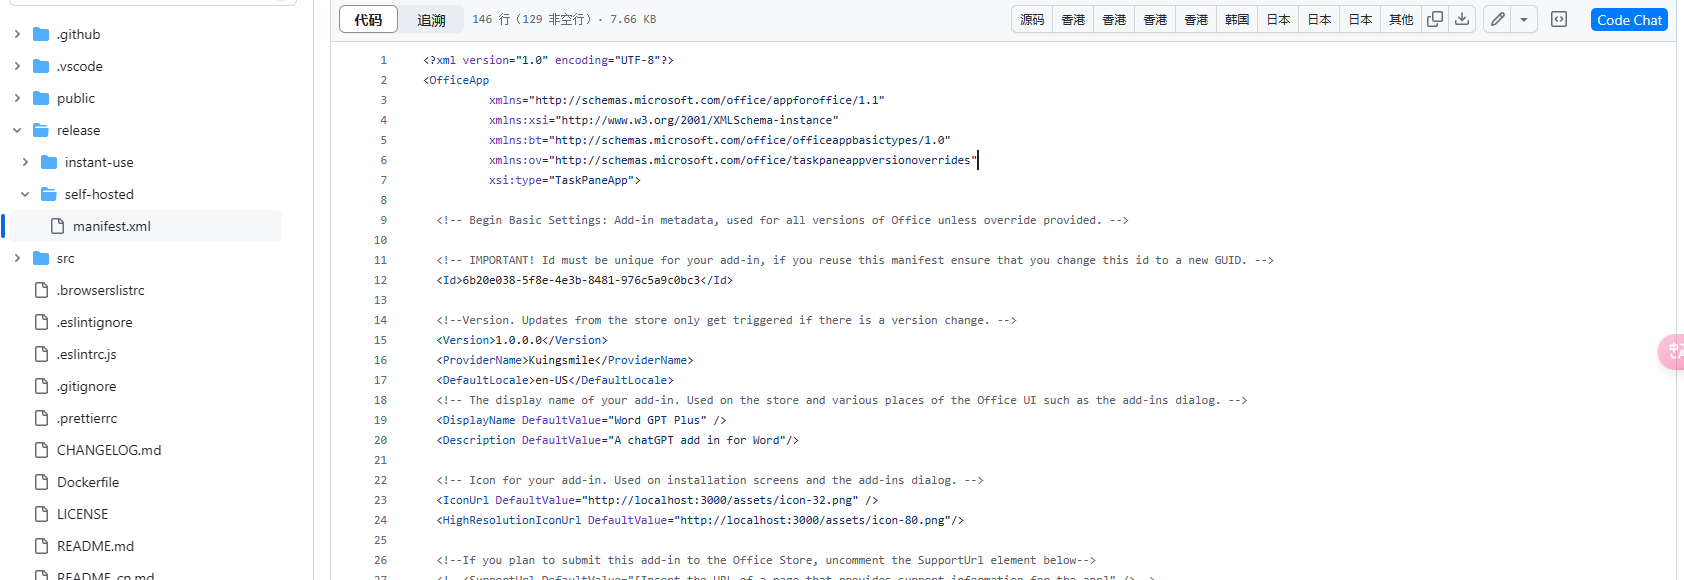 .github
.vscode
public
release
instant-use
self-hosted
manifest.xml
src
.browserslistrc
.eslintignore
.eslintrc.js
.gitignore
.prettierrc
CHANGELOG.md
Dockerfile
LICENSE
README.md
README_cn.md
代码 追溯 146 行 (129 非空行) · 7.66 KB 源码 香港 香港 香港 香港 韩国 日本 日本 日本 其他 Code Chat
1 <?xml version="1.0" encoding="UTF-8"?>
2 <OfficeApp
3 xmlns="http://schemas.microsoft.com/office/appforoffice/1.1"
4 xmlns:xsi="http://www.w3.org/2001/XMLSchema-instance"
5 xmlns:bt="http://schemas.microsoft.com/office/officeappbasictypes/1.0"
6 xmlns:ov="http://schemas.microsoft.com/office/taskpaneappversionoverrides"
7 xsi:type="TaskPaneApp">
8
9 <!-- Begin Basic Settings: Add-in metadata, used for all versions of Office unless override provided. -->
10
11 <!-- IMPORTANT! Id must be unique for your add-in, if you reuse this manifest ensure that you change this id to a new GUID. -->
12 <Id>6b20e038-5f8e-4e3b-8481-976c5a9c0bc3</Id>
13
14 <!--Version. Updates from the store only get triggered if there is a version change. -->
15 <Version>1.0.0.0</Version>
16 <ProviderName>Kuingsmile</ProviderName>
17 <DefaultLocale>en-US</DefaultLocale>
18 <!-- The display name of your add-in. Used on the store and various places of the Office UI such as the add-ins dialog. -->
19 <DisplayName DefaultValue="Word GPT Plus" />
20 <Description DefaultValue="A chatGPT add in for Word"/>
21
22 <!-- Icon for your add-in. Used on installation screens and the add-ins dialog. -->
23 <IconUrl DefaultValue="http://localhost:3000/assets/icon-32.png" />
24 <HighResolutionIconUrl DefaultValue="http://localhost:3000/assets/icon-80.png"/>
25
26 <!--If you plan to submit this add-in to the Office Store, uncomment the SupportUrl element below-->
27 <!--<SupportUrl DefaultValue="[Insert the URL of a page that provides support information for the app]" />-->